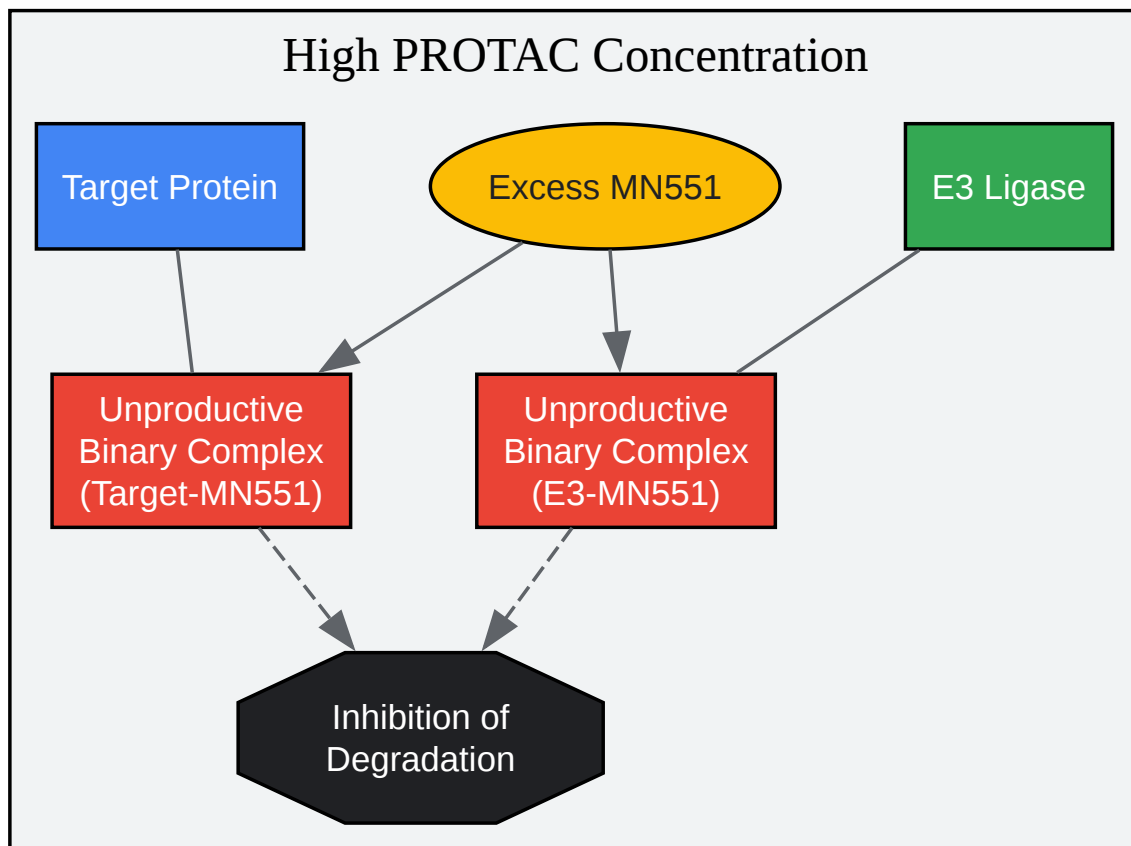 High PROTAC Concentration
Target Protein
Excess MN551
E3 Ligase
Unproductive
Binary Complex
(Target-MN551)
Unproductive
Binary Complex
(E3-MN551)
Inhibition of
Degradation